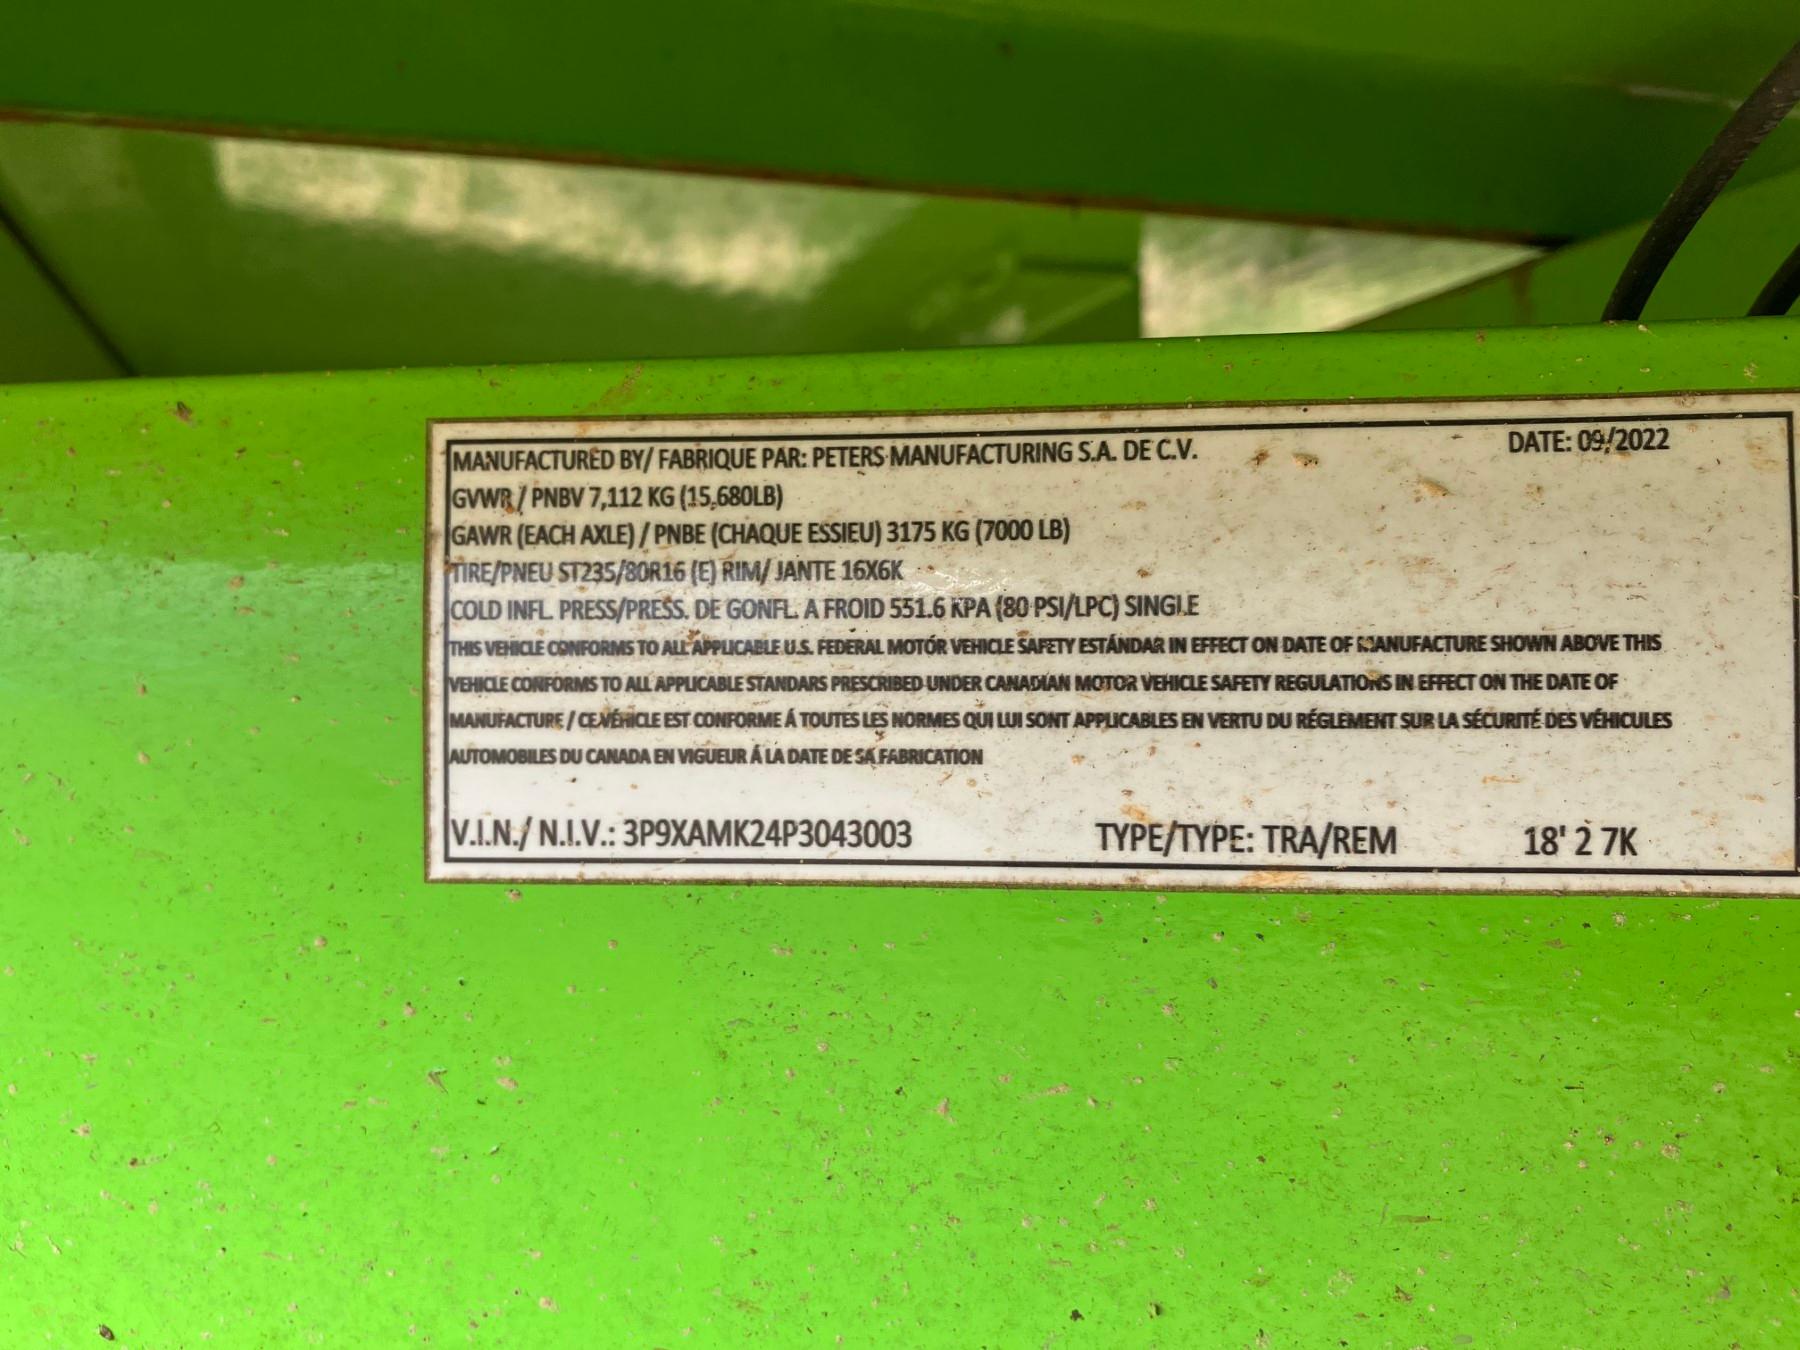 MANUFACTURED BY/ FABRIQUE PAR: PETERS MANUFACTURING S.A. DE C.V. DATE: 09/2022
GVWR / PNBV 7,112 KG (15,680LB)
GAWR (EACH AXLE) / PNBE (CHAQUE ESSIEU) 3175 KG (7000 LB)
TIRE/PNEU ST235/80R16 (E) RIM/ JANTE 16X6K
COLD INFL. PRESS/PRESS. DE GONFL. A FROID 551.6 KPA (80 PSI/LPC) SINGLE
THIS VEHICLE CONFORMS TO ALL APPLICABLE U.S. FEDERAL MOTÓR VEHICLE SAFETY ESTÁNDAR IN EFFECT ON DATE OF MANUFACTURE SHOWN ABOVE THIS
VEHICLE CONFORMS TO ALL APPLICABLE STANDARS PRESCRIBED UNDER CANADIAN MOTOR VEHICLE SAFETY REGULATIONS IN EFFECT ON THE DATE OF
MANUFACTURE / CE VÉHICLE EST CONFORME Á TOUTES LES NORMES QUI LUI SONT APPLICABLES EN VERTU DU RÉGLEMENT SUR LA SÉCURITÉ DES VÉHICULES
AUTOMOBILES DU CANADA EN VIGUEUR Á LA DATE DE SA FABRICATION
V.I.N./ N.I.V.: 3P9XAMK24P3043003 TYPE/TYPE: TRA/REM 18' 2 7K